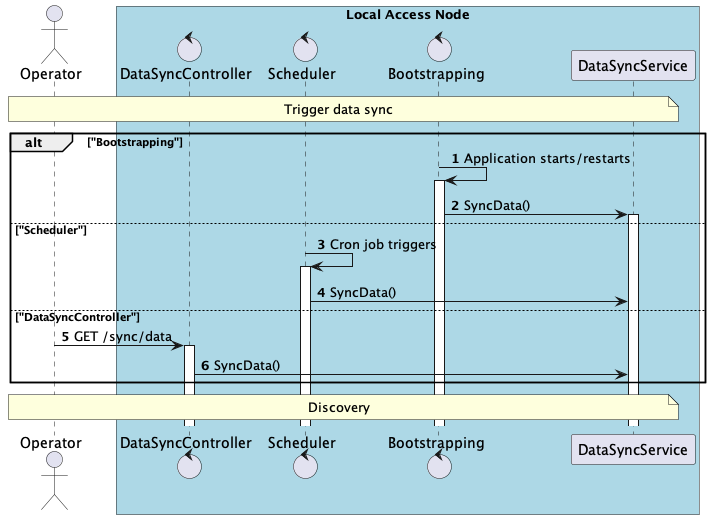 Local Access Node
Operator
DataSyncController
Scheduler
Bootstrapping
DataSyncService
Trigger data sync
alt
["Bootstrapping"]
1 Application starts/restarts
2 SyncData()
["Scheduler"]
3 Cron job triggers
4 SyncData()
["DataSyncController"]
5 GET /sync/data
6 SyncData()
Discovery
Operator
DataSyncController
Scheduler
Bootstrapping
DataSyncService